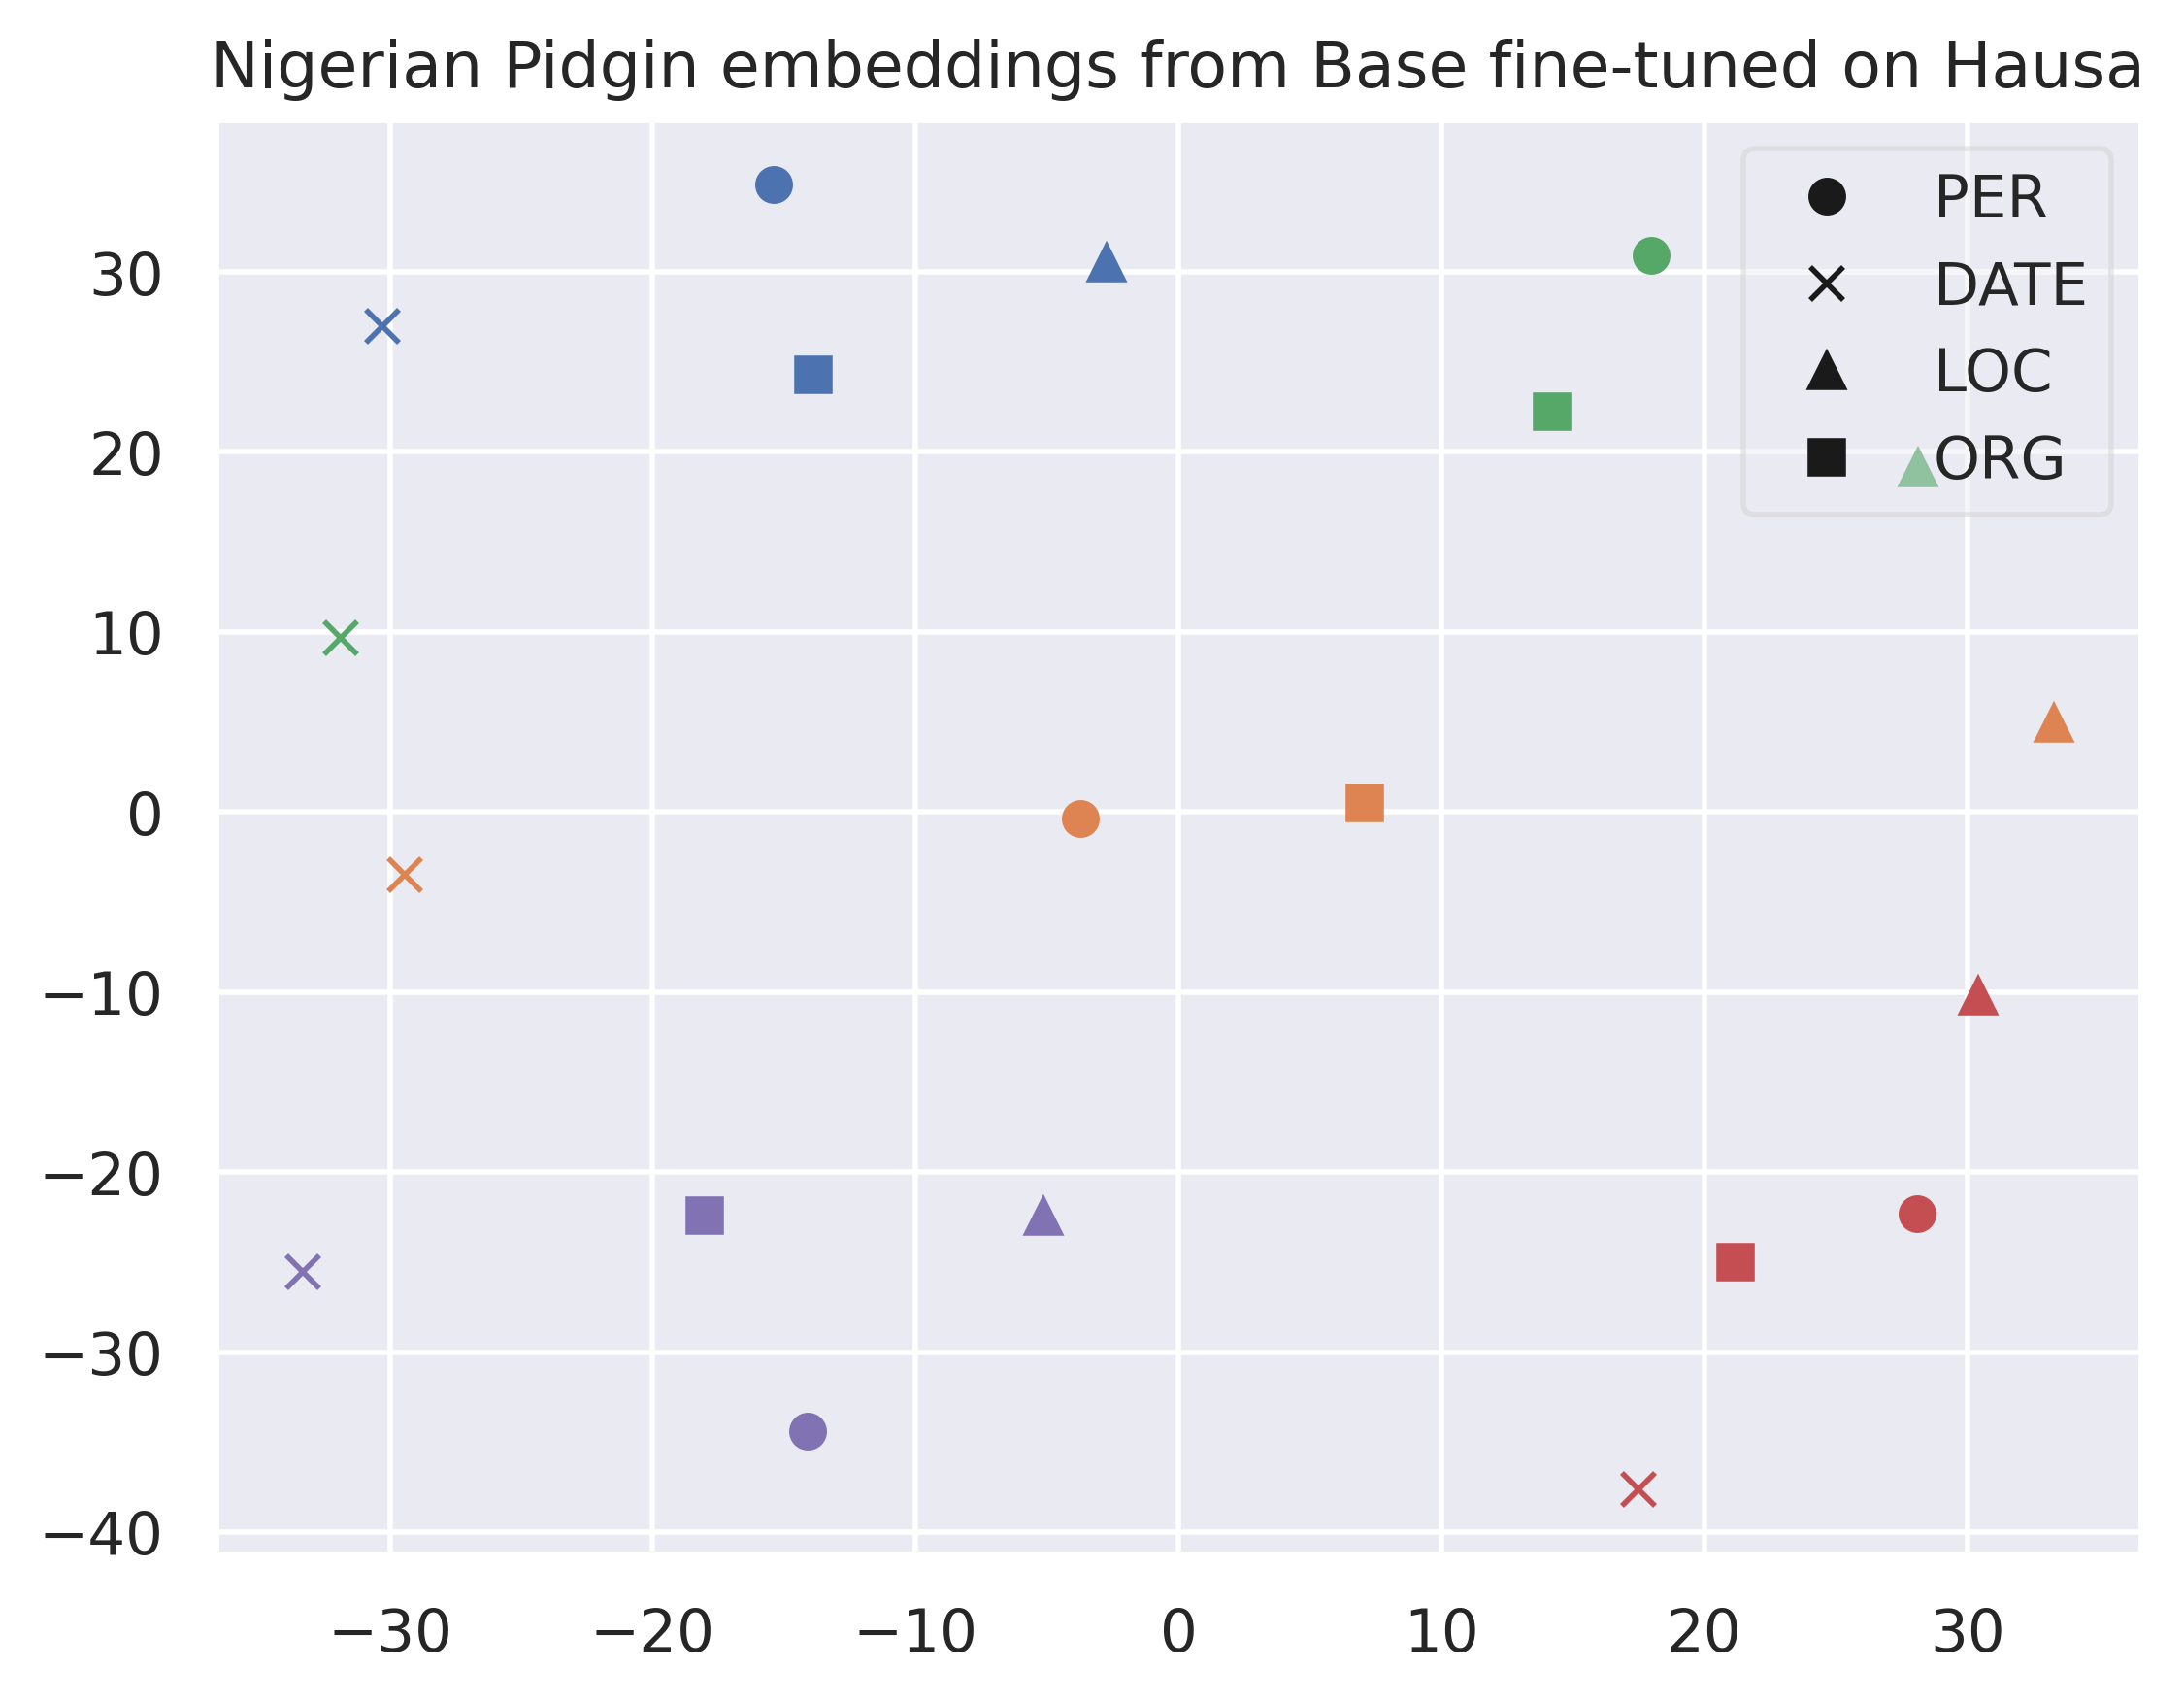 Nigerian Pidgin embeddings from Base fine-tuned on Hausa
PER
DATE
LOC
ORG
30
20
10
0
−10
−20
−30
−40
−30 −20 −10 0 10 20 30